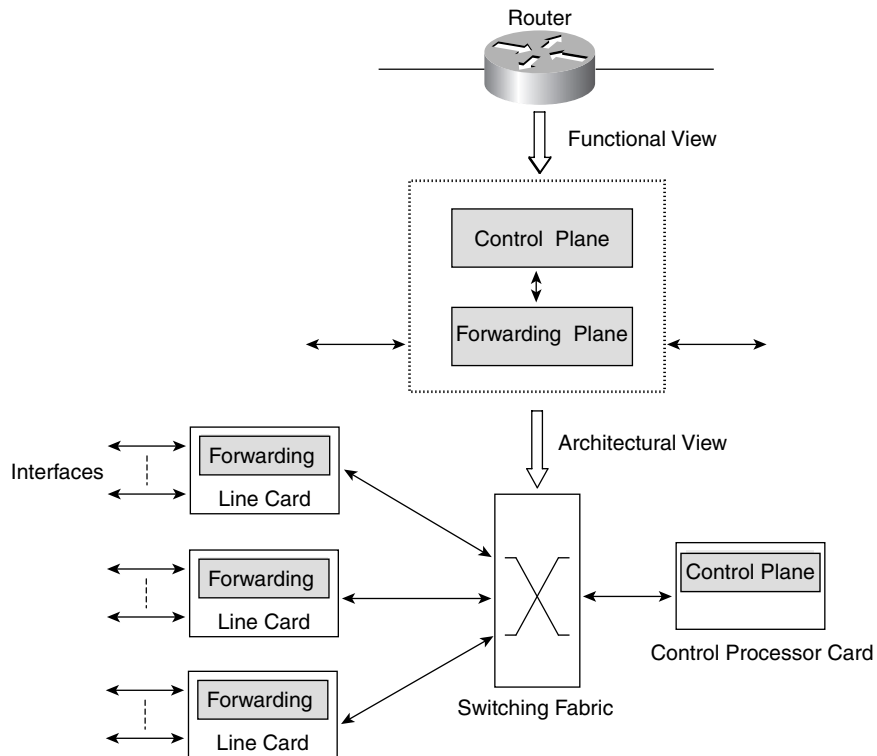 Router
Functional View
Control Plane
Forwarding Plane
Architectural View
Interfaces
Forwarding
Line Card
Forwarding
Line Card
Forwarding
Line Card
Switching Fabric
Control Plane
Control Processor Card